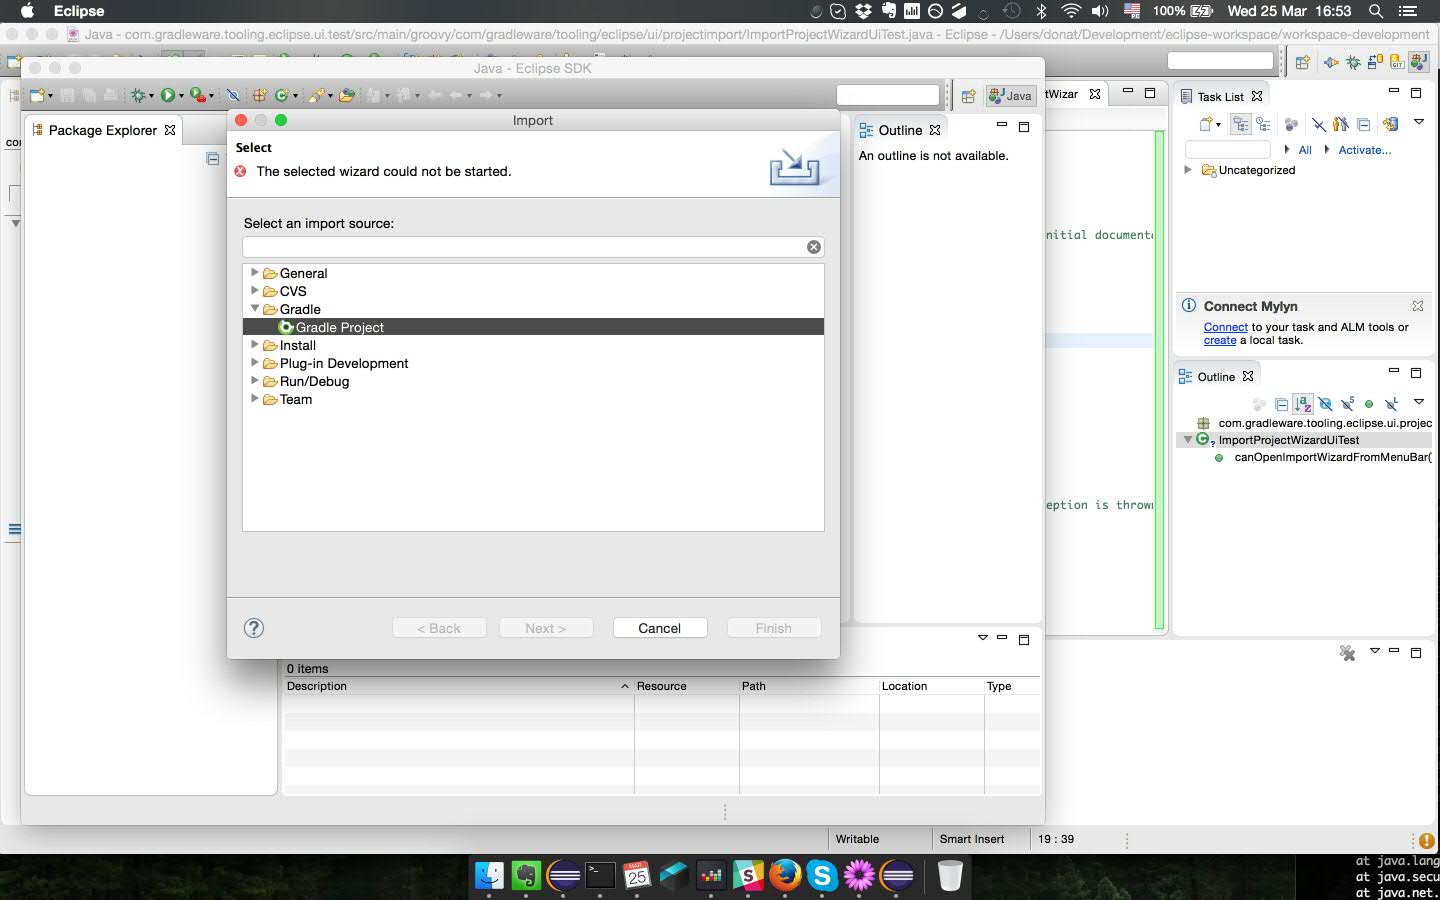 Eclipse
100%
Wed 25 Mar 16:53
Java - com.gradleware.tooling.eclipse.ui.test/src/main/groovy/com/gradleware/tooling/eclipse/ui/projectimport/ImportProjectWizardUiTest.java - Eclipse - /Users/donat/Development/eclipse-workspace/workspace-development
Java - Eclipse SDK
Java
Package Explorer
Import
Select
The selected wizard could not be started.
Select an import source:
General
CVS
Gradle
Gradle Project
Install
Plug-in Development
Run/Debug
Team
< Back
Next >
Cancel
Finish
Outline
An outline is not available.
0 items
Description
Resource
Path
Location
Type
tWizar
nitial documente
eption is thrown
Task List
All
Activate...
Uncategorized
Connect Mylyn
Connect to your task and ALM tools or
create a local task.
Outline
com.gradleware.tooling.eclipse.ui.projec
ImportProjectWizardUiTest
canOpenImportWizardFromMenuBar(
Writable
Smart Insert
19 : 39
at java.lang
at java.secu
at java.net.
25